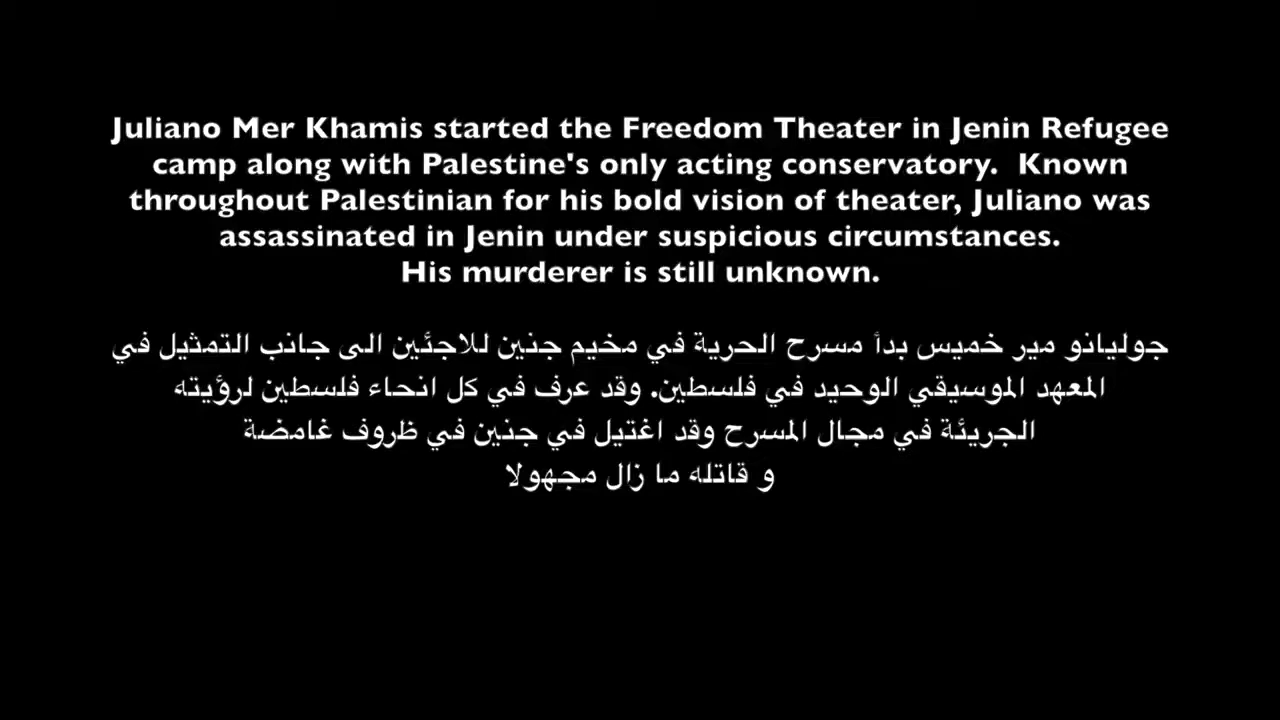 Juliano Mer Khamis started the Freedom Theater in Jenin Refugee
camp along with Palestine's only acting conservatory.  Known
throughout Palestinian for his bold vision of theater, Juliano was
assassinated in Jenin under suspicious circumstances.
His murderer is still unknown.
جوليانو مير خميس بدأ مسرح الحرية في مخيم جنين للاجئين الى جانب التمثيل في
المعهد الموسيقي الوحيد في فلسطين. وقد عرف في كل انحاء فلسطين لرؤيته
الجريئة في مجال المسرح وقد اغتيل في جنين في ظروف غامضة
و قاتله ما زال مجهولا